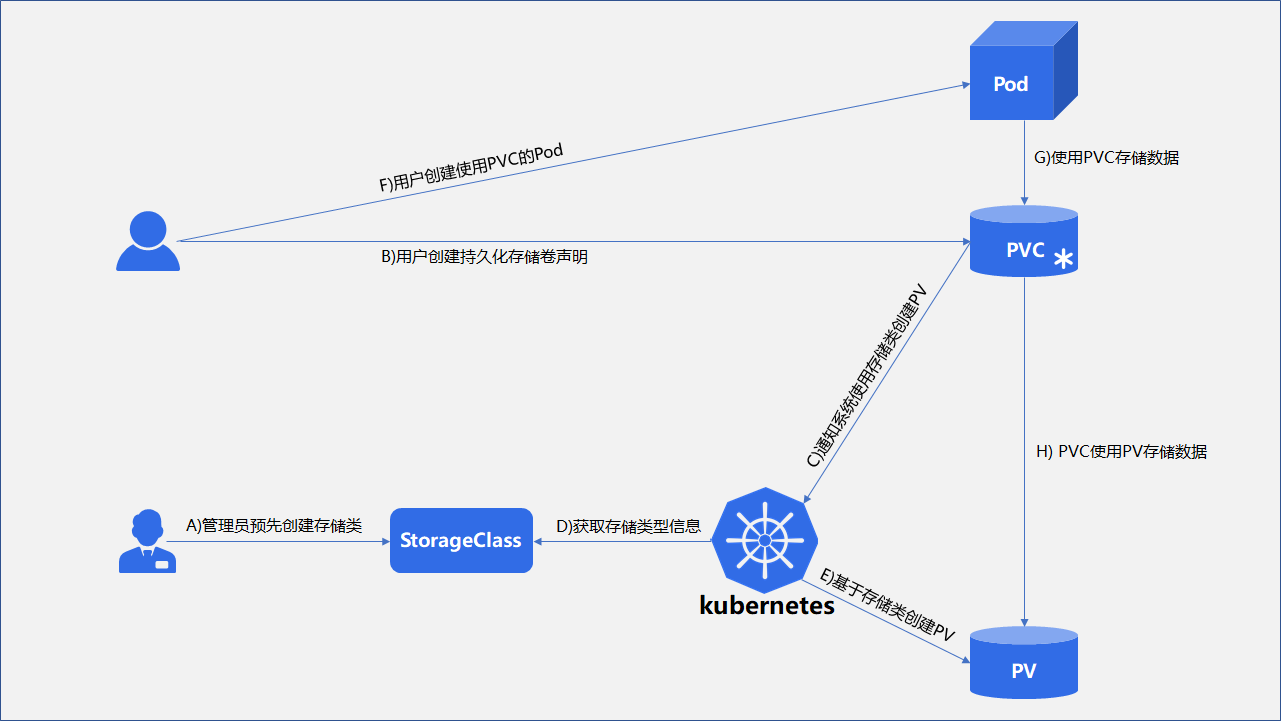 Pod
G)使用PVC存储数据
F)用户创建使用PVC的Pod
PVC
B)用户创建持久化存储卷声明
C)通知系统使用存储类创建PV
H) PVC使用PV存储数据
A)管理员预先创建存储类
StorageClass
D)获取存储类型信息
kubernetes
E)基于存储类创建PV
PV